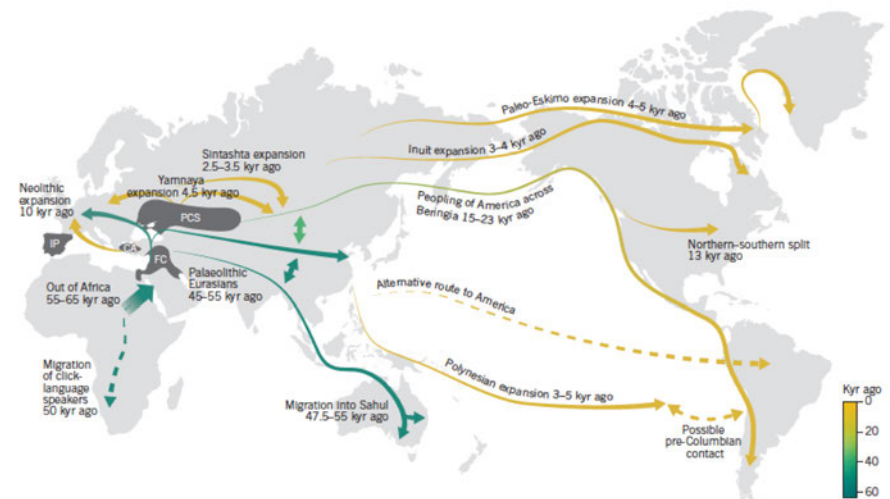 Paleo-Eskimo expansion 4–5 kyr ago
Inuit expansion 3–4 kyr ago
Sintashta expansion
2.5–3.5 kyr ago
Yamnaya
expansion 4.5 kyr ago
Neolithic
expansion
10 kyr ago
PCS
Peopling of America across
Beringia 15–23 kyr ago
IP
CA
FC
Northern–southern split
13 kyr ago
Out of Africa
55–65 kyr ago
Palaeolithic
Eurasians
45–55 kyr ago
Alternative route to America
Migration
of click-
language
speakers
50 kyr ago
Polynesian expansion 3–5 kyr ago
Migration into Sahul
47.5–55 kyr ago
Possible
pre-Columbian
contact
Kyr ago
0
20
40
60